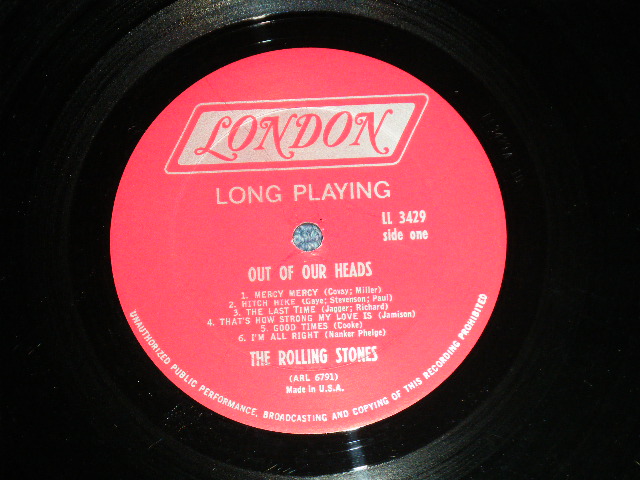 LONDON
LONG PLAYING
LL 3429
side one
OUT OF OUR HEADS
1. MERCY MERCY (Covay; Miller)
2. HITCH HIKE (Gaye; Stevenson; Paul)
3. THE LAST TIME (Jagger; Richard)
4. THAT'S HOW STRONG MY LOVE IS (Jamison)
5. GOOD TIMES (Cooke)
6. I'M ALL RIGHT (Nanker Phelge)
THE ROLLING STONES
(ARL 6791)
Made in U.S.A.
UNAUTHORIZED PUBLIC PERFORMANCE, BROADCASTING AND COPYING OF THIS RECORDING PROHIBITED